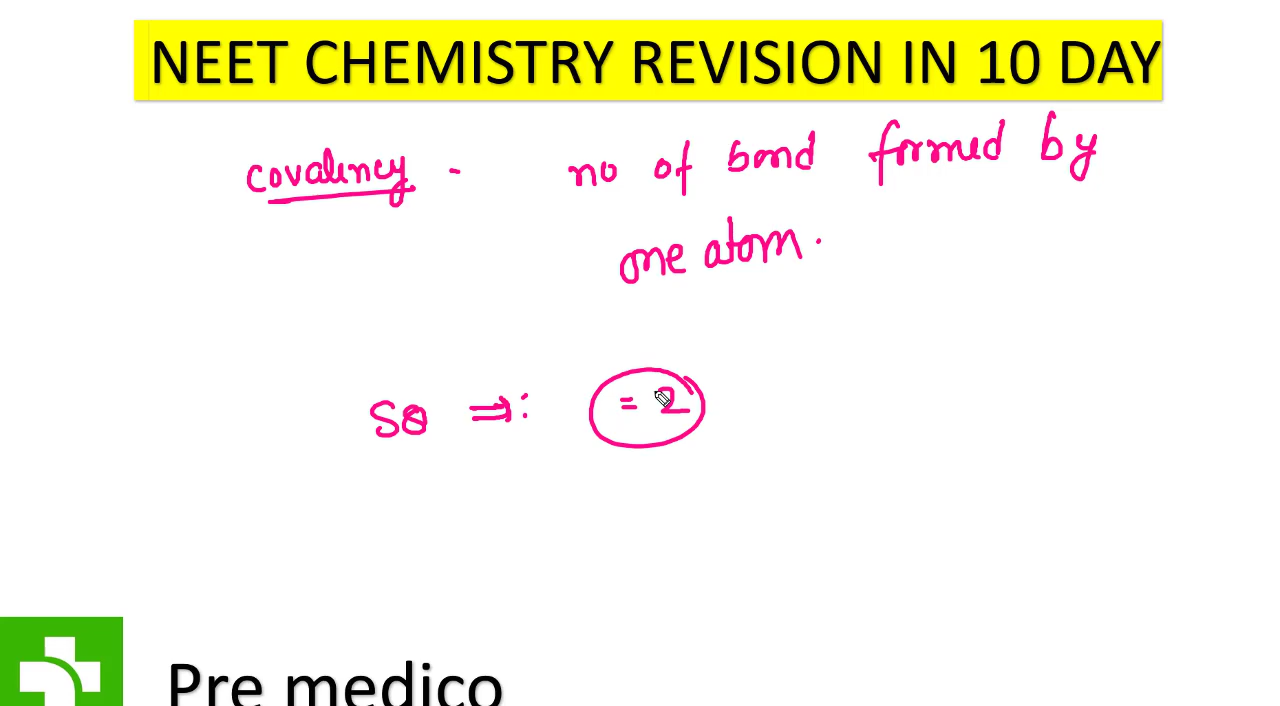 NEET CHEMISTRY REVISION IN 10 DAY
covalency - no of bond formed by
one atom.
S8 ⇒: = 2
Pre medico